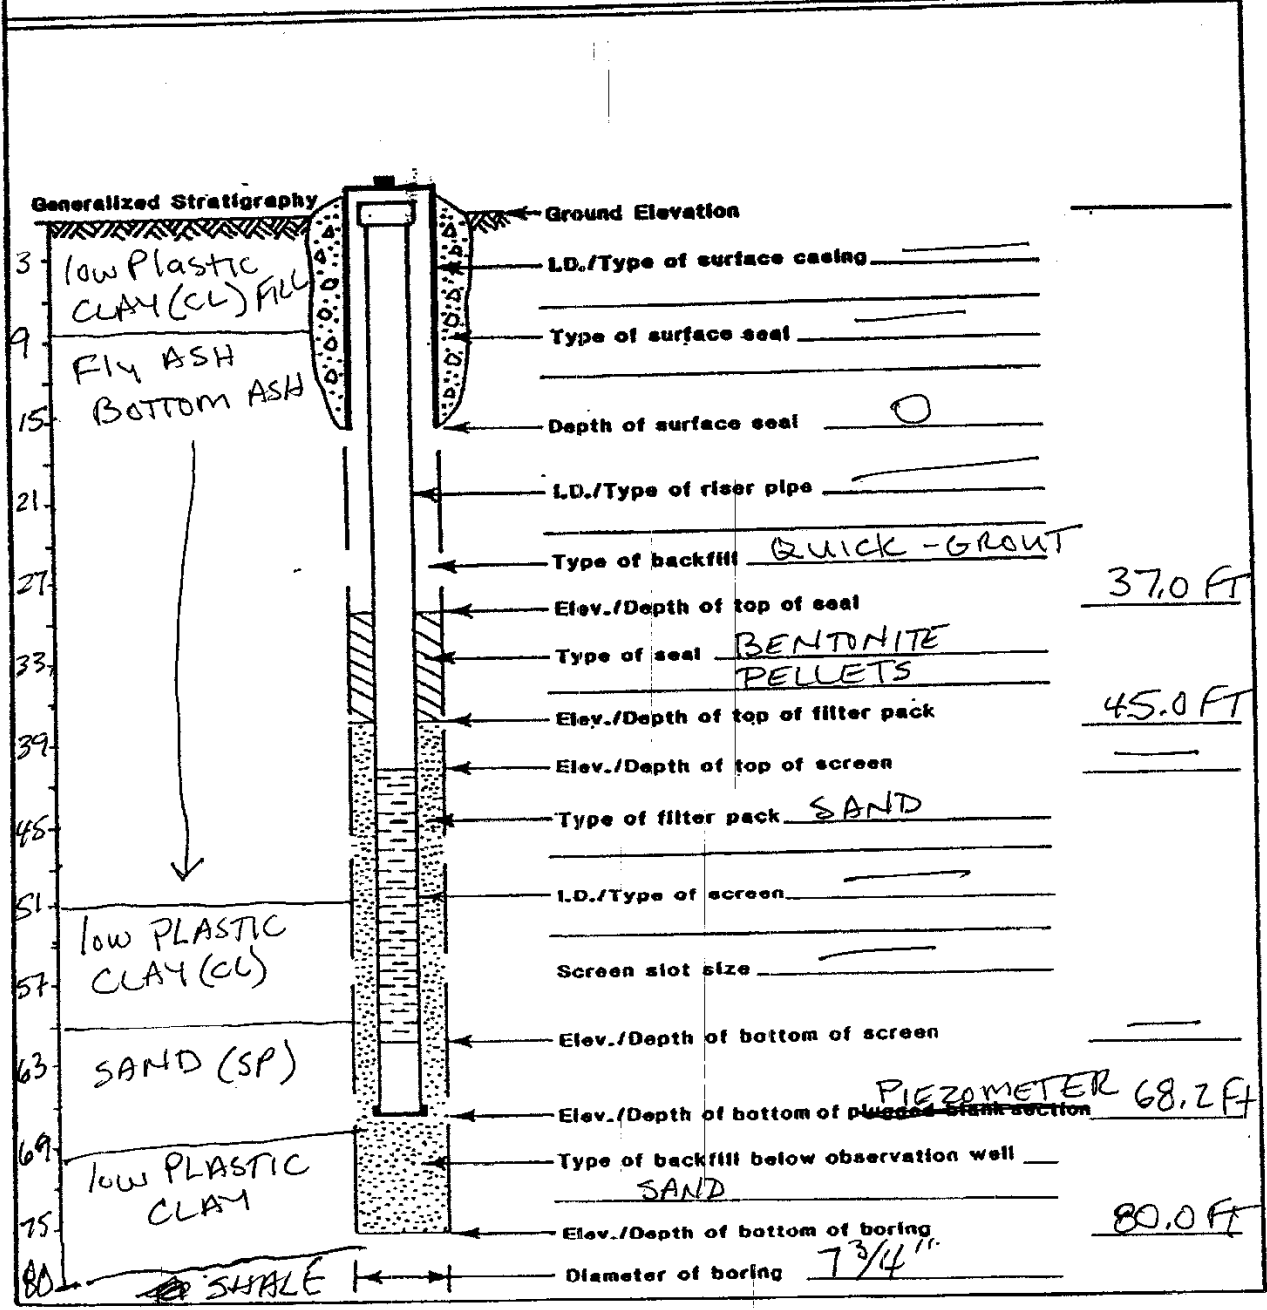 Generalized Stratigraphy
Ground Elevation
3 low Plastic
CLAY (CL) FILL
I.D./Type of surface casing
9
Type of surface seal
Fly ASH
BOTTOM ASH
15
Depth of surface seal O
21
I.D./Type of riser pipe
Type of backfill QUICK-GROUT
27
Elev./Depth of top of seal 37.0 FT
33
Type of seal BENTONITE
PELLETS
Elev./Depth of top of filter pack 45.0 FT
39
Elev./Depth of top of screen
45
Type of filter pack SAND
51
I.D./Type of screen
low PLASTIC
CLAY (CL)
57
Screen slot size
Elev./Depth of bottom of screen
63 SAND (SP)
PIEZOMETER
Elev./Depth of bottom of plugged blank section 68.2 Ft
69
low PLASTIC
CLAY
Type of backfill below observation well
SAND
75
Elev./Depth of bottom of boring 80.0 FT
80 SHALE
Diameter of boring 7 3/4"